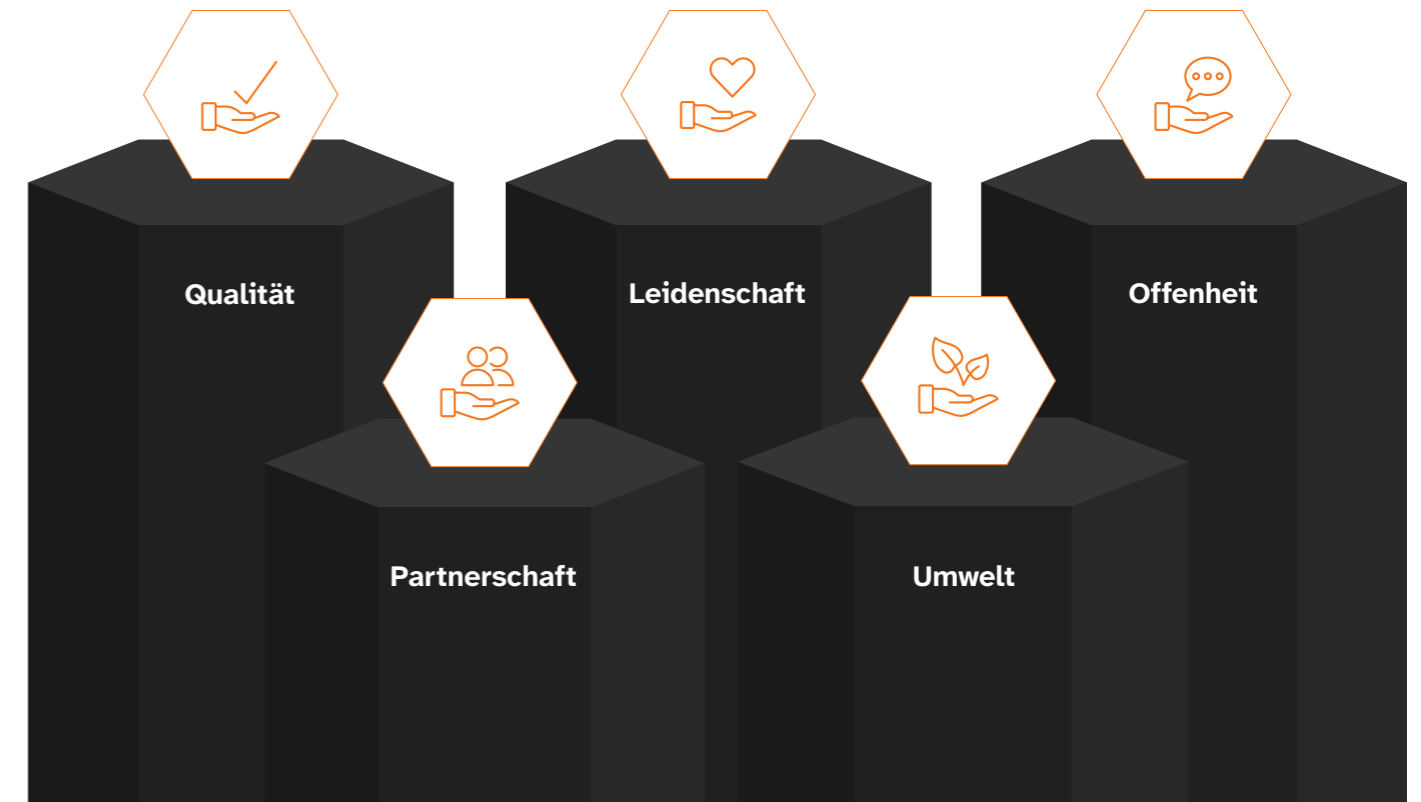 Qualität
Leidenschaft
Offenheit
Partnerschaft
Umwelt